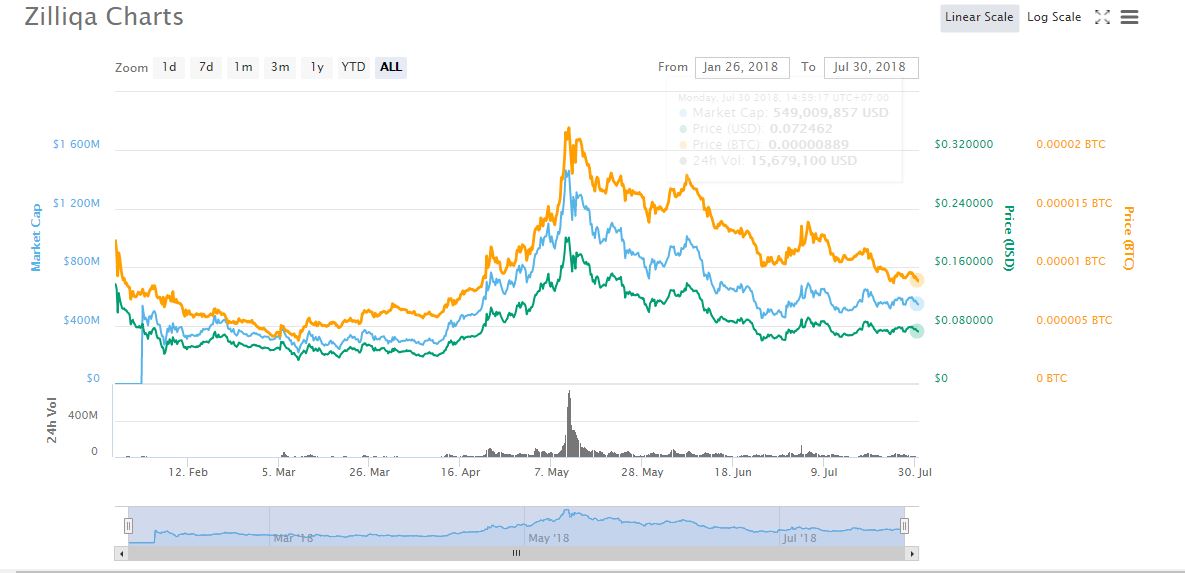 Zilliqa Charts
Linear Scale Log Scale
Zoom 1d 7d 1m 3m 1y YTD ALL From Jan 26, 2018 To Jul 30, 2018
Monday, Jul 30 2018, 14:59:17 UTC+07:00
Market Cap: 549,009,857 USD
Price (USD): 0.072462
Price (BTC): 0.00000889
24h Vol: 15,679,100 USD
$1 600M $0.320000 0.00002 BTC
$1 200M $0.240000 0.000015 BTC
Market Cap Price (USD) Price (BTC)
$800M $0.160000 0.00001 BTC
$400M $0.080000 0.000005 BTC
$0 $0 0 BTC
24h Vol
400M
0
12. Feb 5. Mar 26. Mar 16. Apr 7. May 28. May 18. Jun 9. Jul 30. Jul
Mar '18 May '18 Jul '18